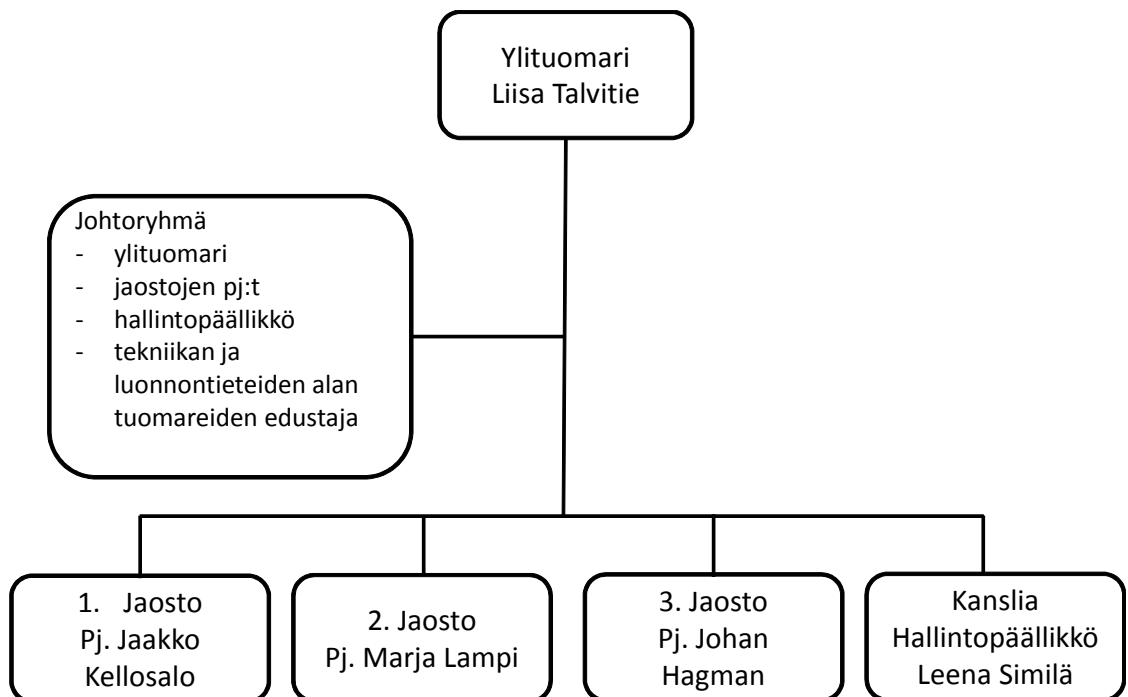 Ylituomari
Liisa Talvitie
Johtoryhmä
- ylituomari
- jaostojen pj:t
- hallintopäällikkö
- tekniikan ja
luonnontieteiden alan
tuomareiden edustaja
1. Jaosto
Pj. Jaakko
Kellosalo
2. Jaosto
Pj. Marja Lampi
3. Jaosto
Pj. Johan
Hagman
Kanslia
Hallintopäällikkö
Leena Similä